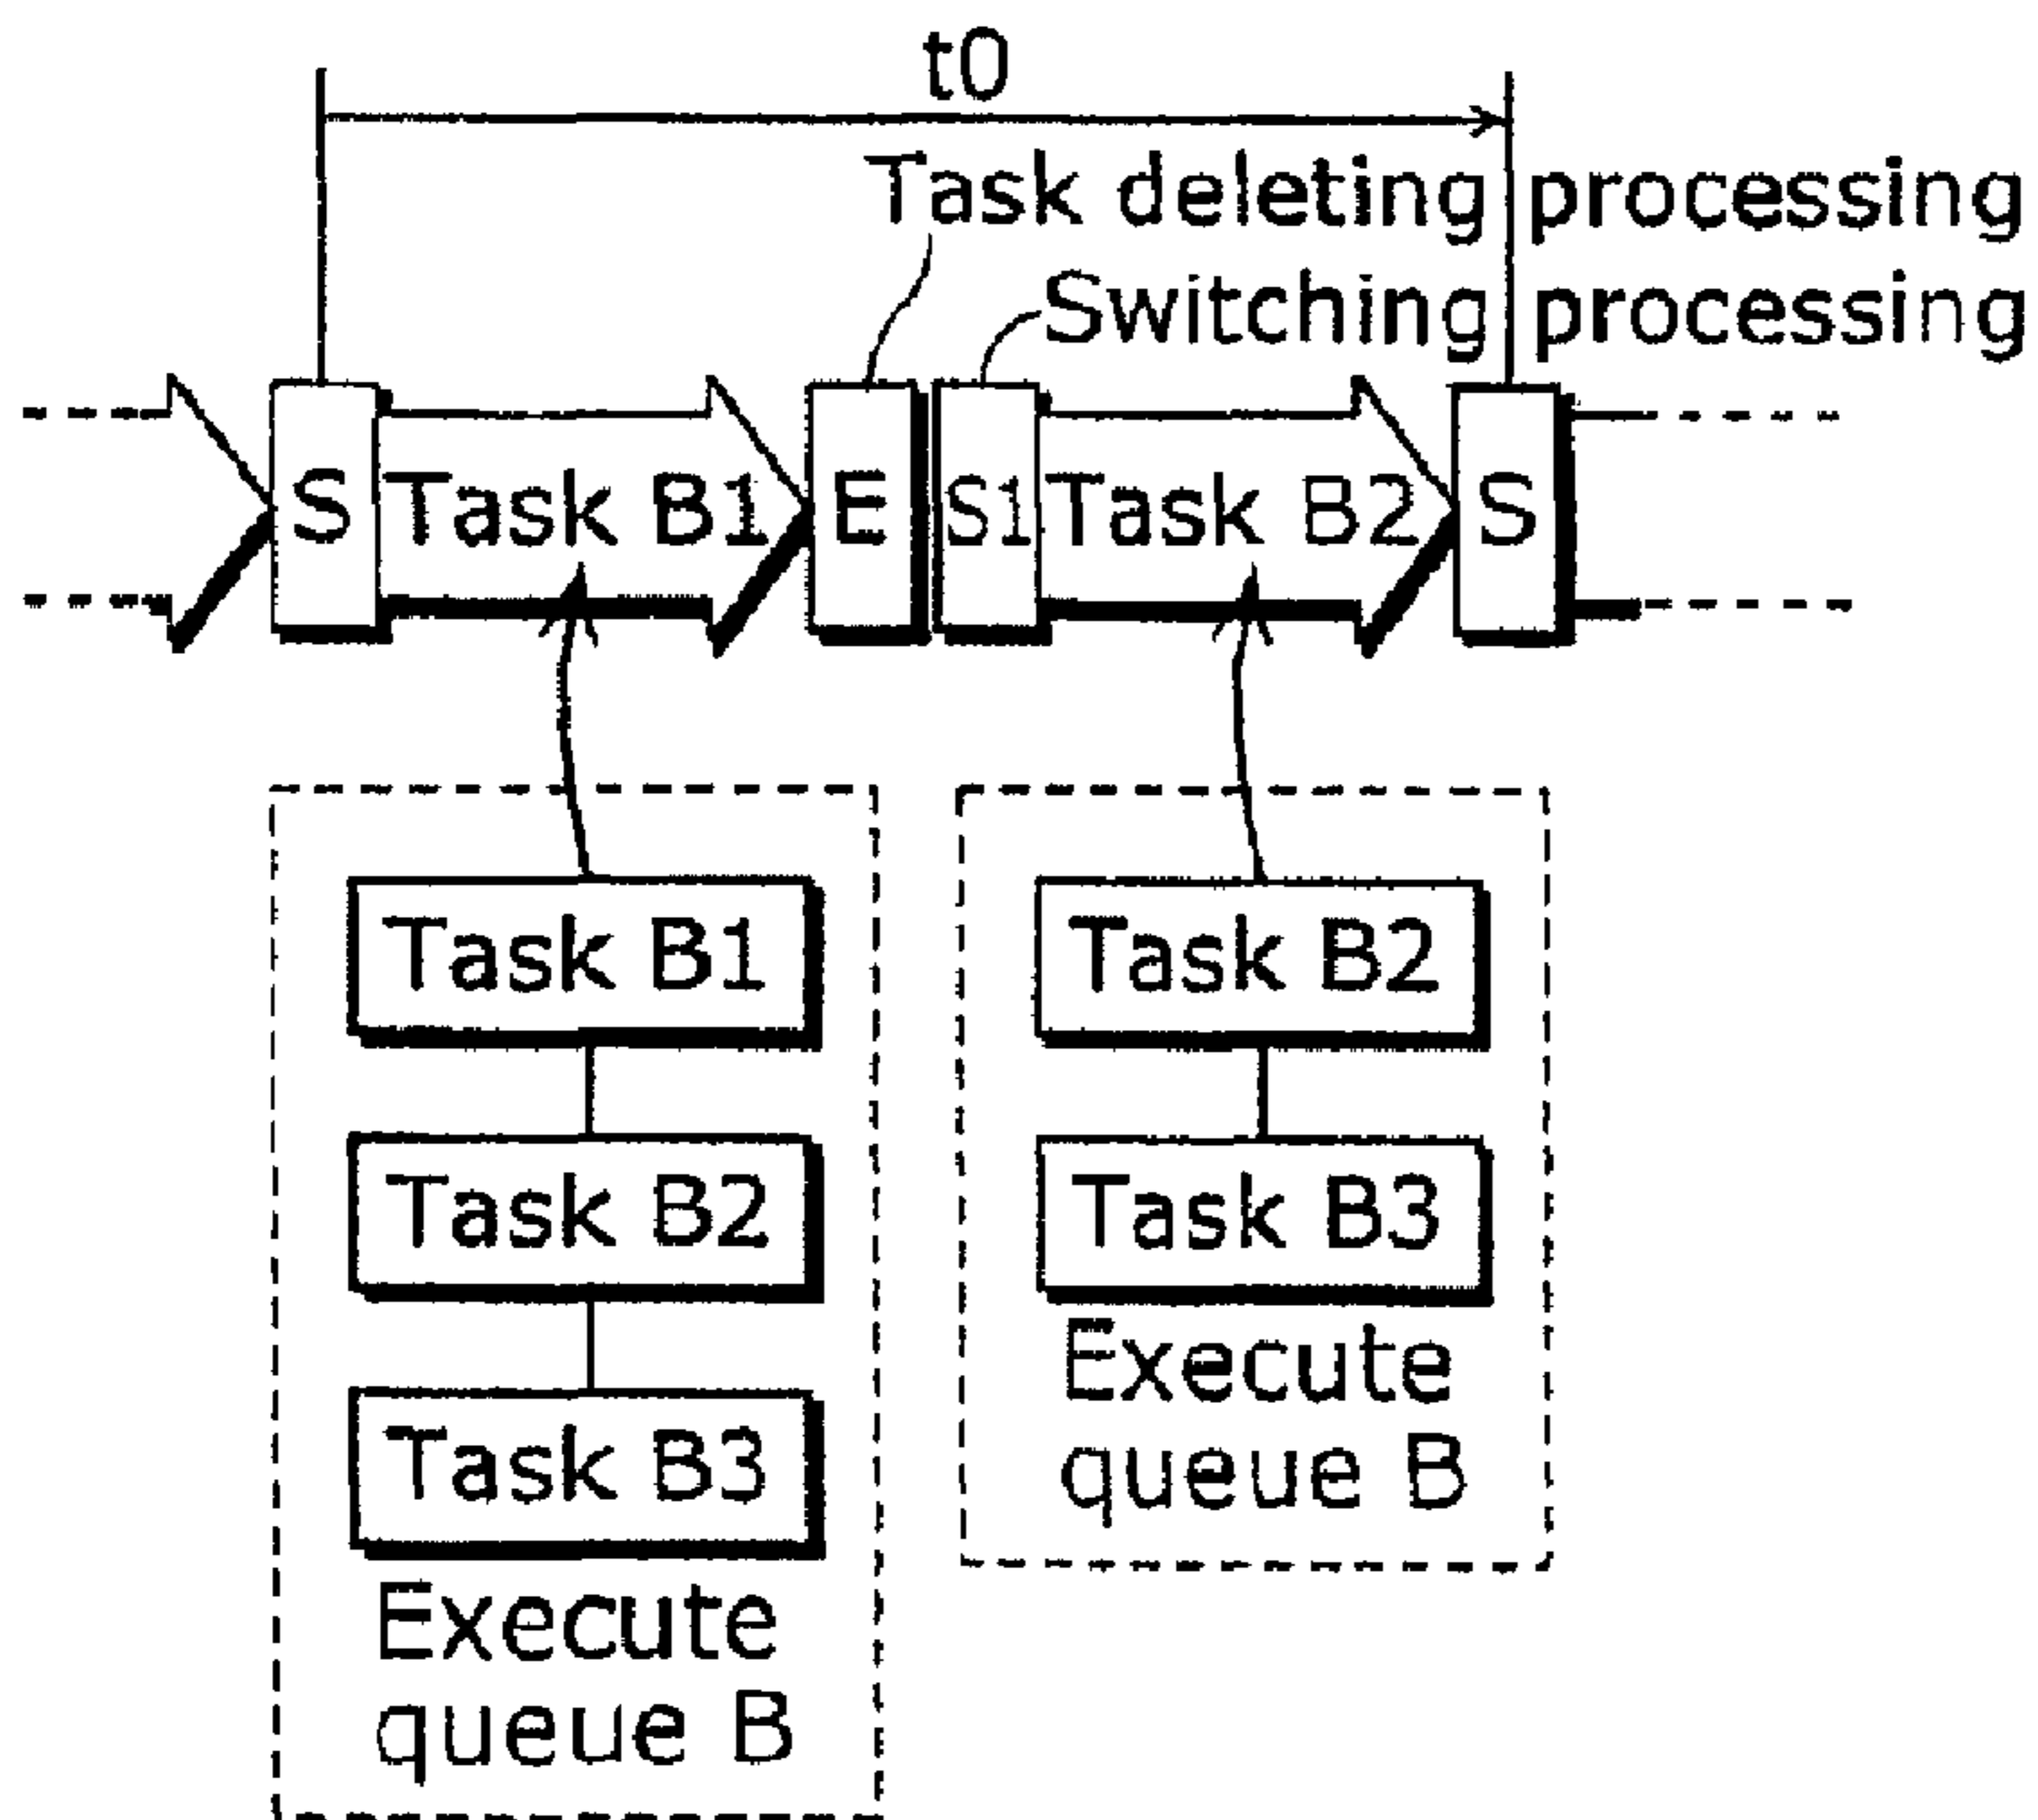 t0
Task deleting processing
Switching processing
S Task B1 E S1 Task B2 S
Task B1
Task B2
Task B3
Execute
queue B
Task B2
Task B3
Execute
queue B